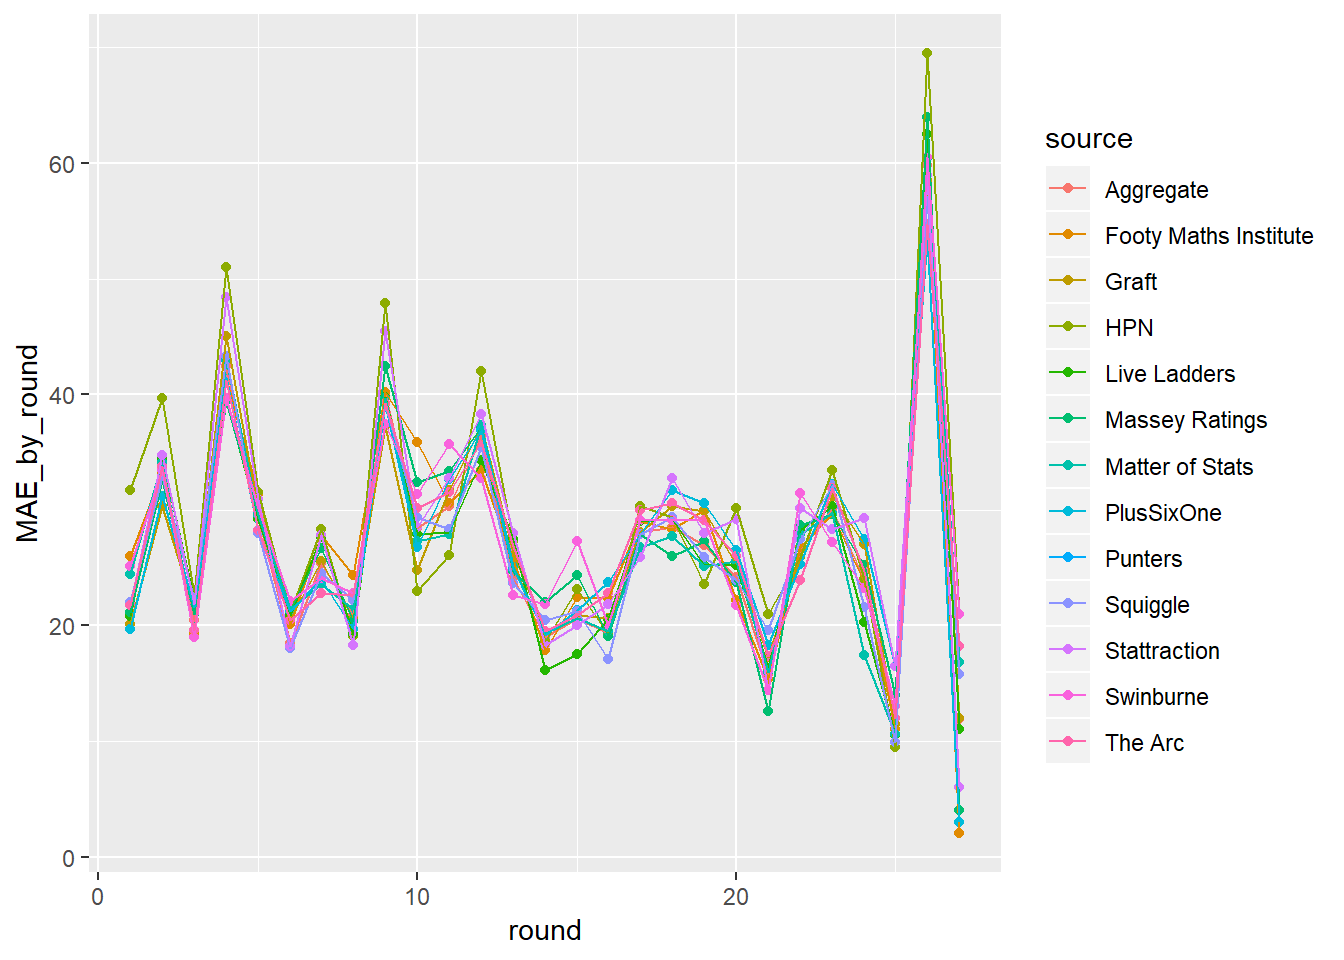 MAE_by_round
60
40
20
0
0
10
20
round
source
Aggregate
Footy Maths Institute
Graft
HPN
Live Ladders
Massey Ratings
Matter of Stats
PlusSixOne
Punters
Squiggle
Stattraction
Swinburne
The Arc